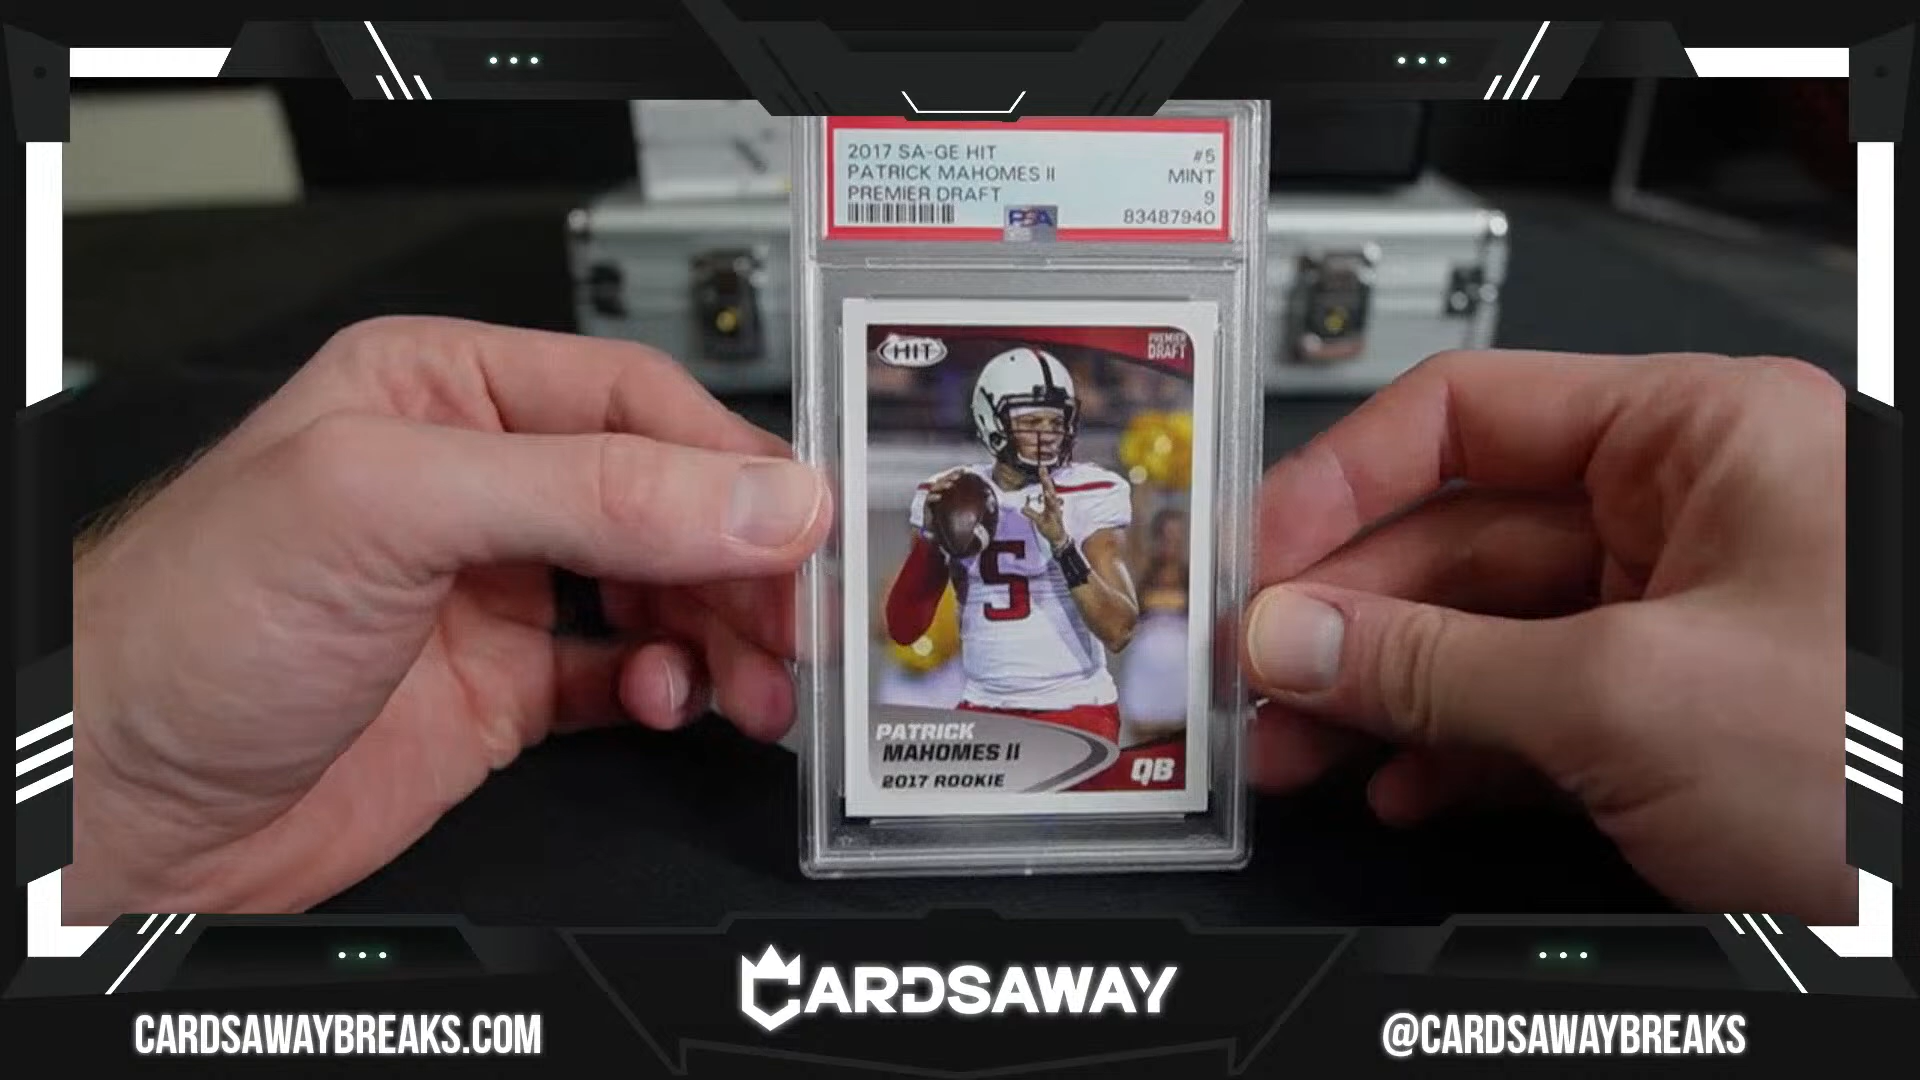 2017 SA-GE HIT
PATRICK MAHOMES II
PREMIER DRAFT
#5
MINT
9
83487940
PSA
HIT
PREMIER
DRAFT
5
PATRICK
MAHOMES II
2017 ROOKIE
QB
CARDSAWAY
CARDSAWAYBREAKS.COM
@CARDSAWAYBREAKS